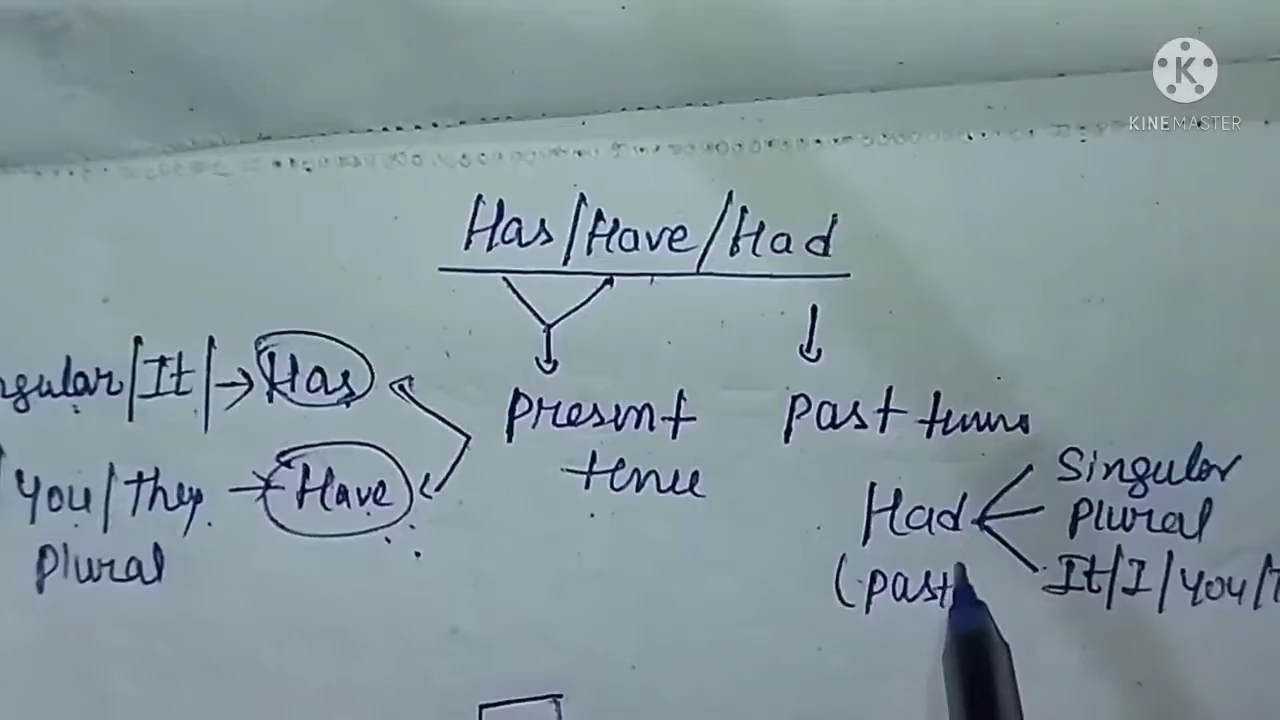 KINEMASTER
Has/Have/Had
ngular/It/→Has
Present
tense
Past tense
You/they→Have
Plural
Had
(past
Singular
Plural
It/I/You/